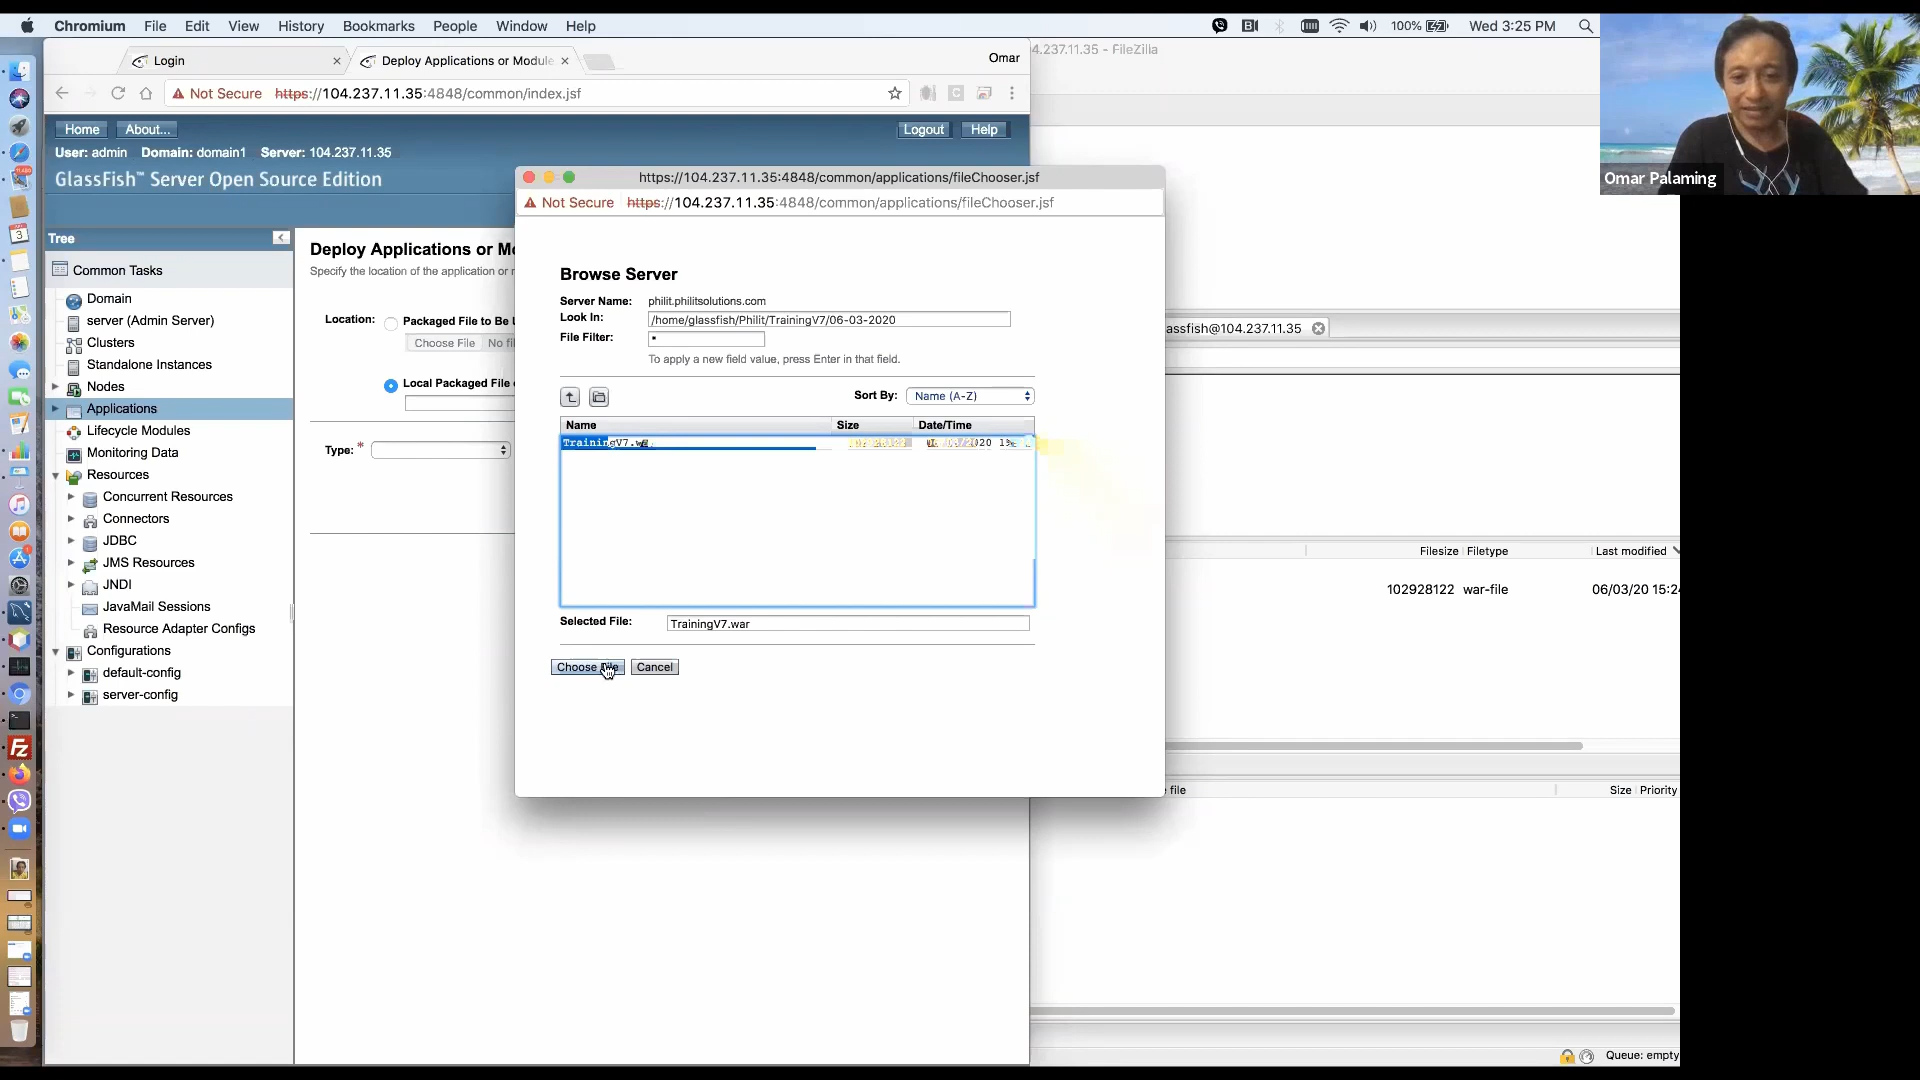 Chromium File Edit View History Bookmarks People Window Help
100% Wed 3:25 PM
Login
Deploy Applications or Module
Omar
4.237.11.35 - FileZilla
Not Secure https://104.237.11.35:4848/common/index.jsf
Home About... Logout Help
User: admin Domain: domain1 Server: 104.237.11.35
GlassFish™ Server Open Source Edition
Omar Palaming
https://104.237.11.35:4848/common/applications/fileChooser.jsf
Not Secure https://104.237.11.35:4848/common/applications/fileChooser.jsf
Tree
Common Tasks
Domain
server (Admin Server)
Clusters
Standalone Instances
Nodes
Applications
Lifecycle Modules
Monitoring Data
Resources
Concurrent Resources
Connectors
JDBC
JMS Resources
JNDI
JavaMail Sessions
Resource Adapter Configs
Configurations
default-config
server-config
Deploy Applications or Mo
Specify the location of the application or
Location: Packaged File to Be U
Choose File No fil
Local Packaged File
Type: *
Browse Server
Server Name: philit.philitsolutions.com
Look In: /home/glassfish/Philit/TrainingV7/06-03-2020
File Filter: *
To apply a new field value, press Enter in that field.
Sort By: Name (A-Z)
Name Size Date/Time
TrainingV7.
Selected File: TrainingV7.war
Choose File Cancel
assfish@104.237.11.35
Filesize Filetype Last modified
102928122 war-file 06/03/20 15:24
file Size Priority
Queue: empty